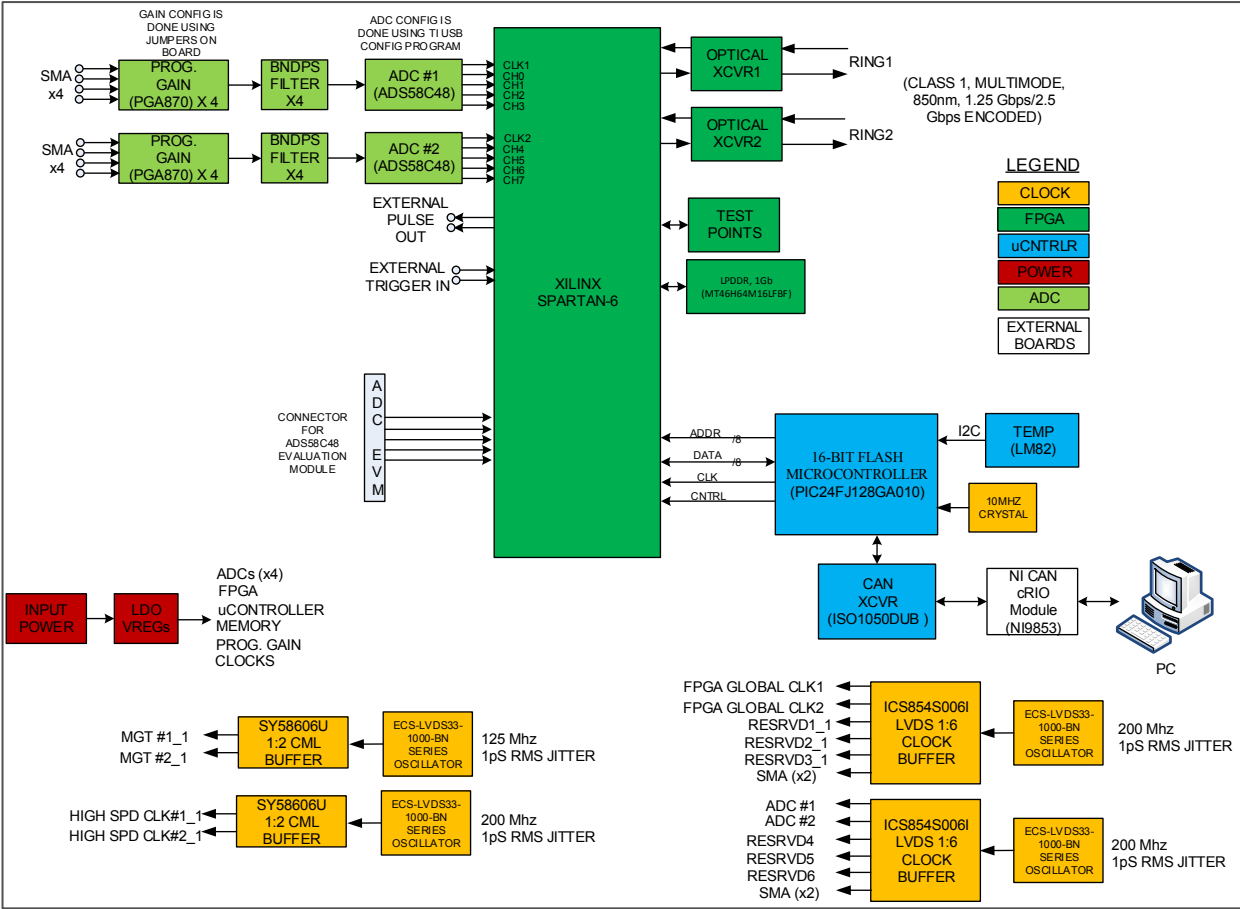 GAIN CONFIG IS
DONE USING
JUMPERS ON
BOARD
ADC CONFIG IS
DONE USING TI USB
CONFIG PROGRAM
SMA
x4
PROG.
GAIN
(PGA870) X 4
BNDPS
FILTER
X4
ADC #1
(ADS58C48)
CLK1
CH0
CH1
CH2
CH3
SMA
x4
PROG.
GAIN
(PGA870) X 4
BNDPS
FILTER
X4
ADC #2
(ADS58C48)
CLK2
CH4
CH5
CH6
CH7
EXTERNAL
PULSE
OUT
EXTERNAL
TRIGGER IN
XILINX
SPARTAN-6
OPTICAL
XCVR1
RING1
OPTICAL
XCVR2
RING2
(CLASS 1, MULTIMODE,
850nm, 1.25 Gbps/2.5
Gbps ENCODED)
TEST
POINTS
LPDDR, 1Gb
(MT46H64M16LFBF)
LEGEND
CLOCK
FPGA
uCNTRLR
POWER
ADC
EXTERNAL
BOARDS
CONNECTOR
FOR
ADS58C48
EVALUATION
MODULE
A
D
C
E
V
M
ADDR /8
DATA /8
CLK
CNTRL
16-BIT FLASH
MICROCONTROLLER
(PIC24FJ128GA010)
I2C
TEMP
(LM82)
10MHZ
CRYSTAL
CAN
XCVR
(ISO1050DUB )
NI CAN
cRIO
Module
(NI9853)
PC
INPUT
POWER
LDO
VREGs
ADCs (x4)
FPGA
uCONTROLLER
MEMORY
PROG. GAIN
CLOCKS
MGT #1_1
MGT #2_1
SY58606U
1:2 CML
BUFFER
ECS-LVDS33-
1000-BN
SERIES
OSCILLATOR
125 Mhz
1pS RMS JITTER
HIGH SPD CLK#1_1
HIGH SPD CLK#2_1
SY58606U
1:2 CML
BUFFER
ECS-LVDS33-
1000-BN
SERIES
OSCILLATOR
200 Mhz
1pS RMS JITTER
FPGA GLOBAL CLK1
FPGA GLOBAL CLK2
RESRVD1_1
RESRVD2_1
RESRVD3_1
SMA (x2)
ICS854S006I
LVDS 1:6
CLOCK
BUFFER
ECS-LVDS33-
1000-BN
SERIES
OSCILLATOR
200 Mhz
1pS RMS JITTER
ADC #1
ADC #2
RESRVD4
RESRVD5
RESRVD6
SMA (x2)
ICS854S006I
LVDS 1:6
CLOCK
BUFFER
ECS-LVDS33-
1000-BN
SERIES
OSCILLATOR
200 Mhz
1pS RMS JITTER